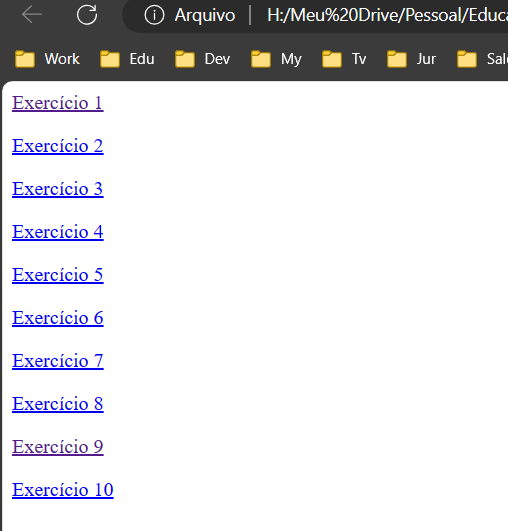 Arquivo | H:/Meu%20Drive/Pessoal/Educ
Work Edu Dev My Tv Jur
Exercício 1
Exercício 2
Exercício 3
Exercício 4
Exercício 5
Exercício 6
Exercício 7
Exercício 8
Exercício 9
Exercício 10